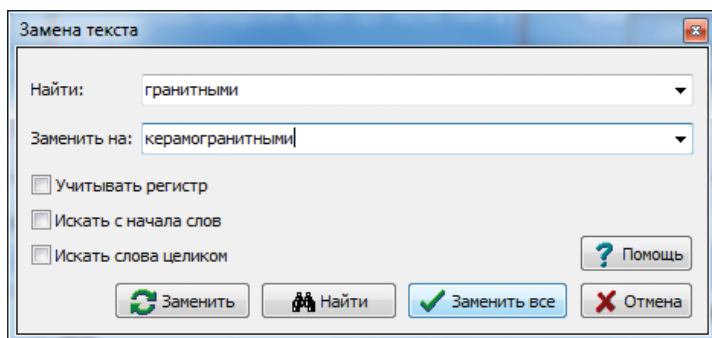 Замена текста
Найти: гранитными
Заменить на: керамогранитными
Учитывать регистр
Искать с начала слов
Искать слова целиком
Помощь
Заменить Найти Заменить все Отмена